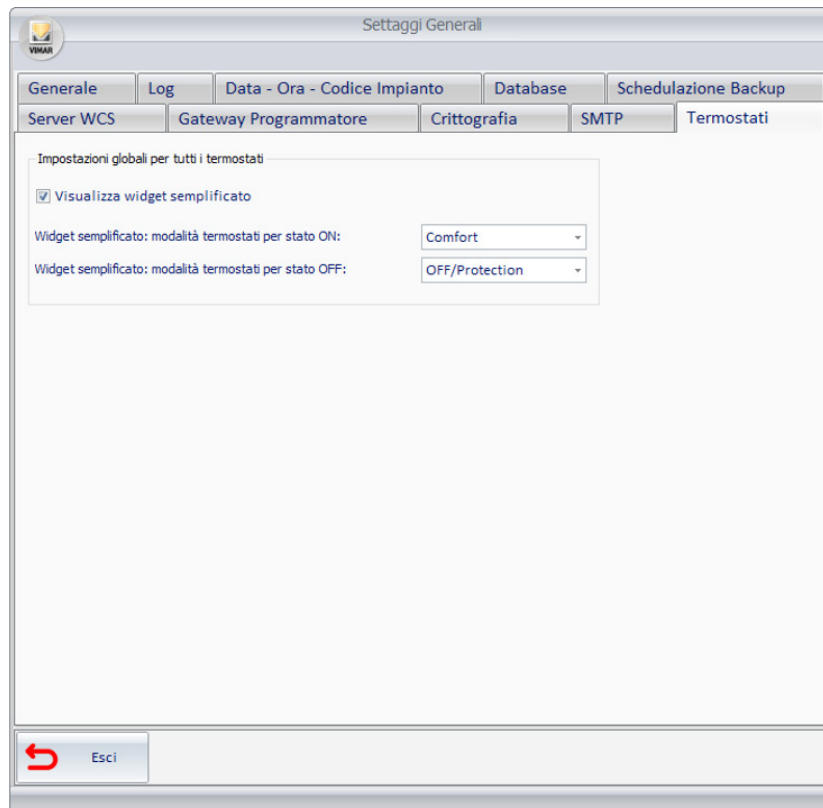 Settaggi Generali
VIMAR
Generale Log Data - Ora - Codice Impianto Database Schedulazione Backup
Server WCS Gateway Programmatore Crittografia SMTP Termostati
Impostazioni globali per tutti i termostati
Visualizza widget semplificato
Widget semplificato: modalità termostati per stato ON: Comfort
Widget semplificato: modalità termostati per stato OFF: OFF/Protection
Esci